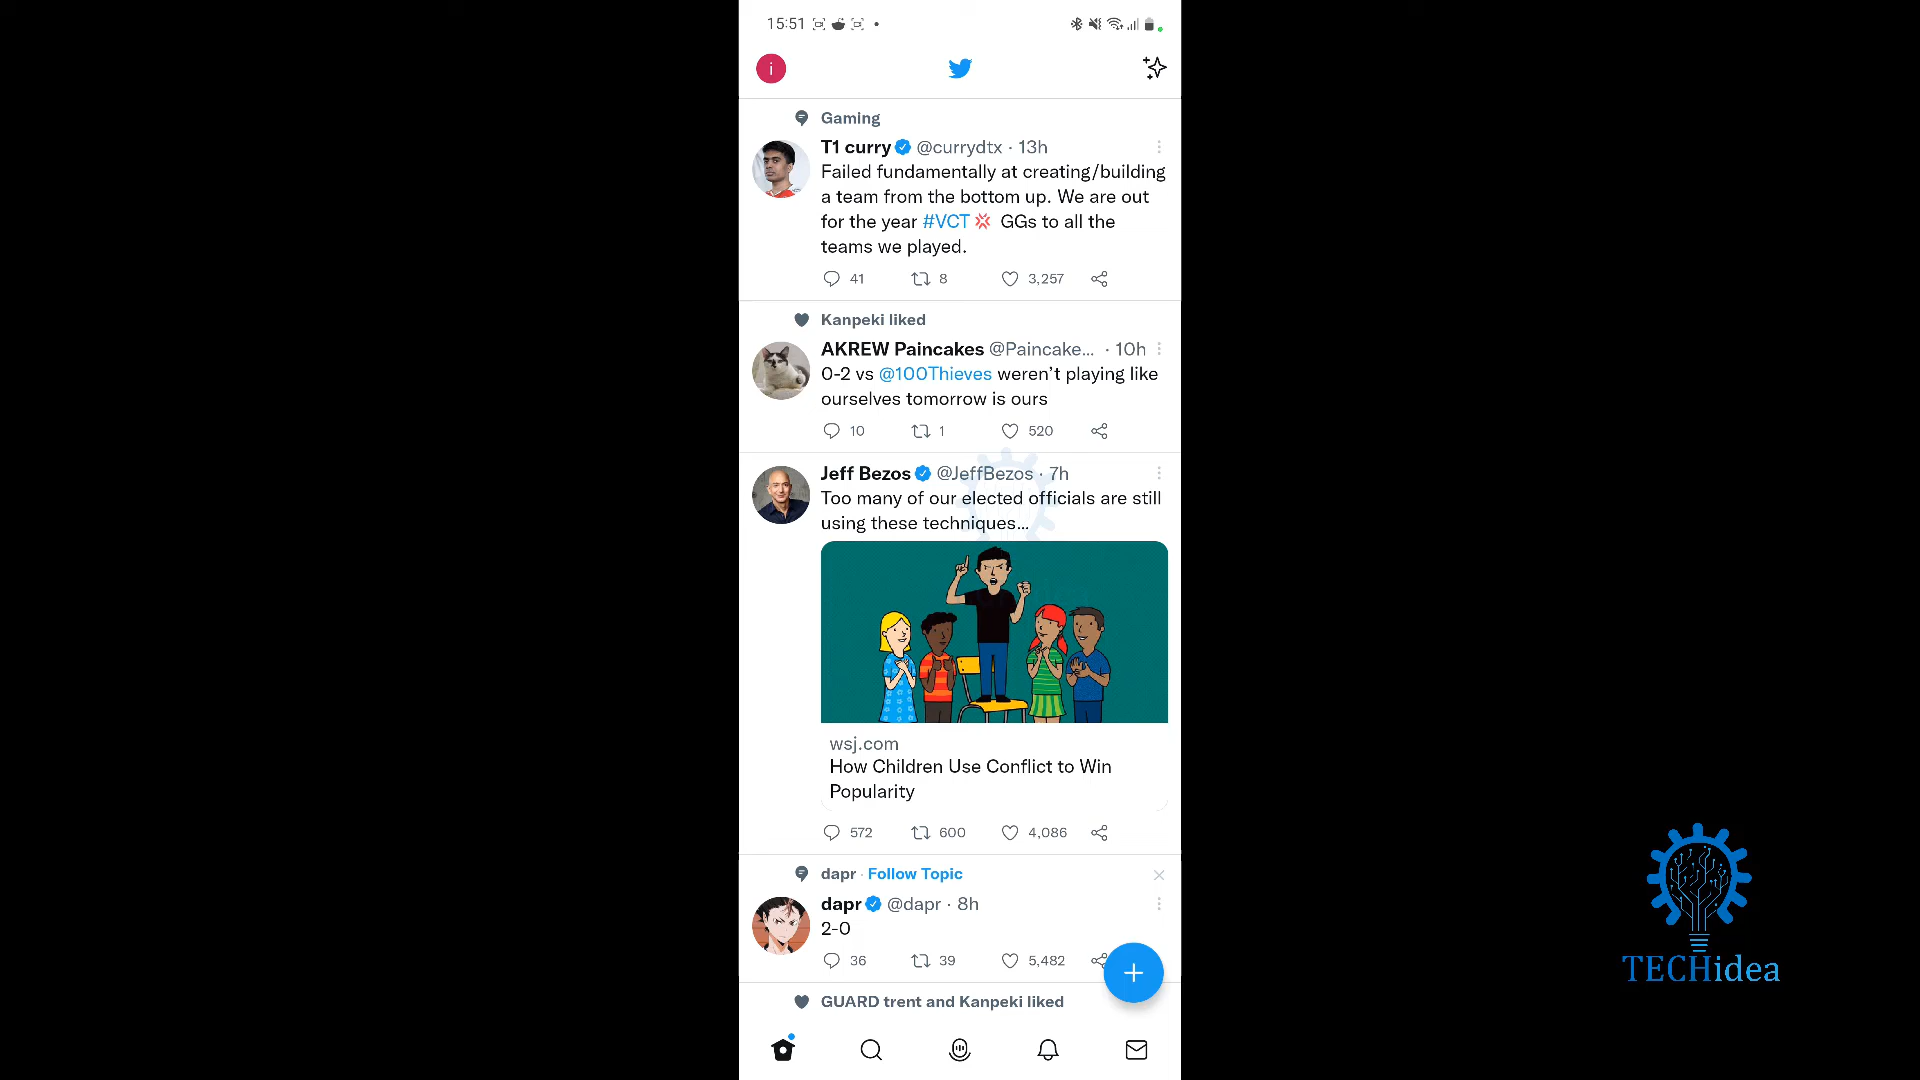 15:51
i
Gaming
T1 curry @currydtx · 13h
Failed fundamentally at creating/building
a team from the bottom up. We are out
for the year #VCT GGs to all the
teams we played.
41 8 3,257
Kanpeki liked
AKREW Paincakes @Paincake... · 10h
0-2 vs @100Thieves weren't playing like
ourselves tomorrow is ours
10 1 520
Jeff Bezos @JeffBezos · 7h
Too many of our elected officials are still
using these techniques...
wsj.com
How Children Use Conflict to Win
Popularity
572 600 4,086
dapr · Follow Topic
dapr @dapr · 8h
2-0
36 39 5,482
GUARD trent and Kanpeki liked
TECHidea